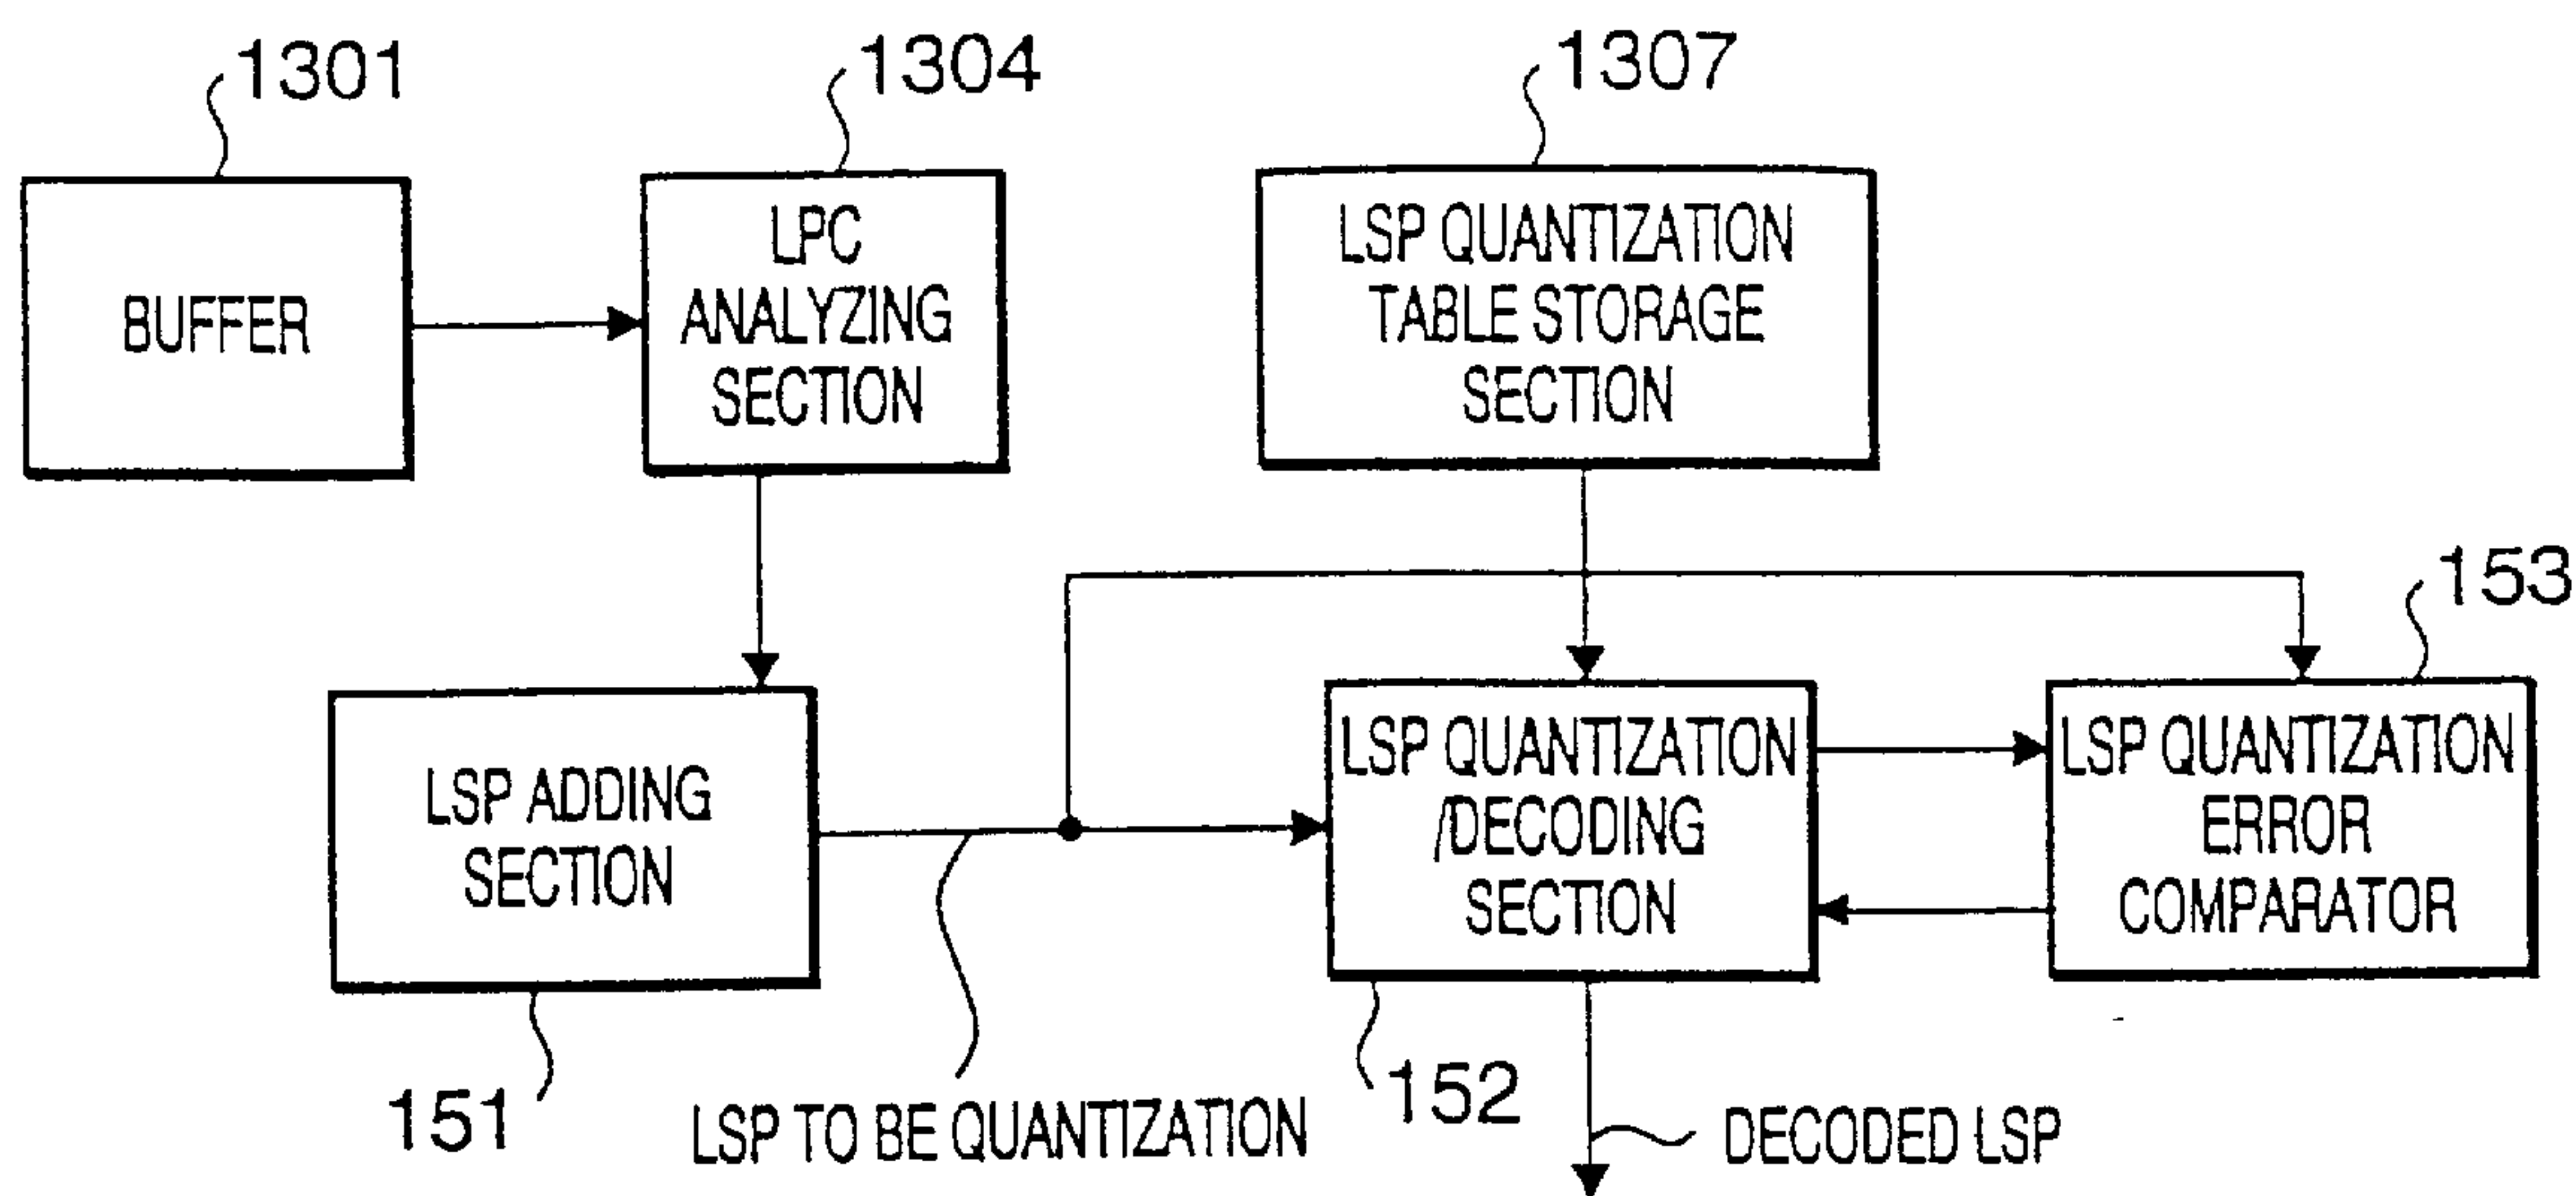 1301
1304
1307
BUFFER
LPC
ANALYZING
SECTION
LSP QUANTIZATION
TABLE STORAGE
SECTION
153
LSP ADDING
SECTION
LSP QUANTIZATION
/DECODING
SECTION
LSP QUANTIZATION
ERROR
COMPARATOR
151
LSP TO BE QUANTIZATION
152
DECODED LSP